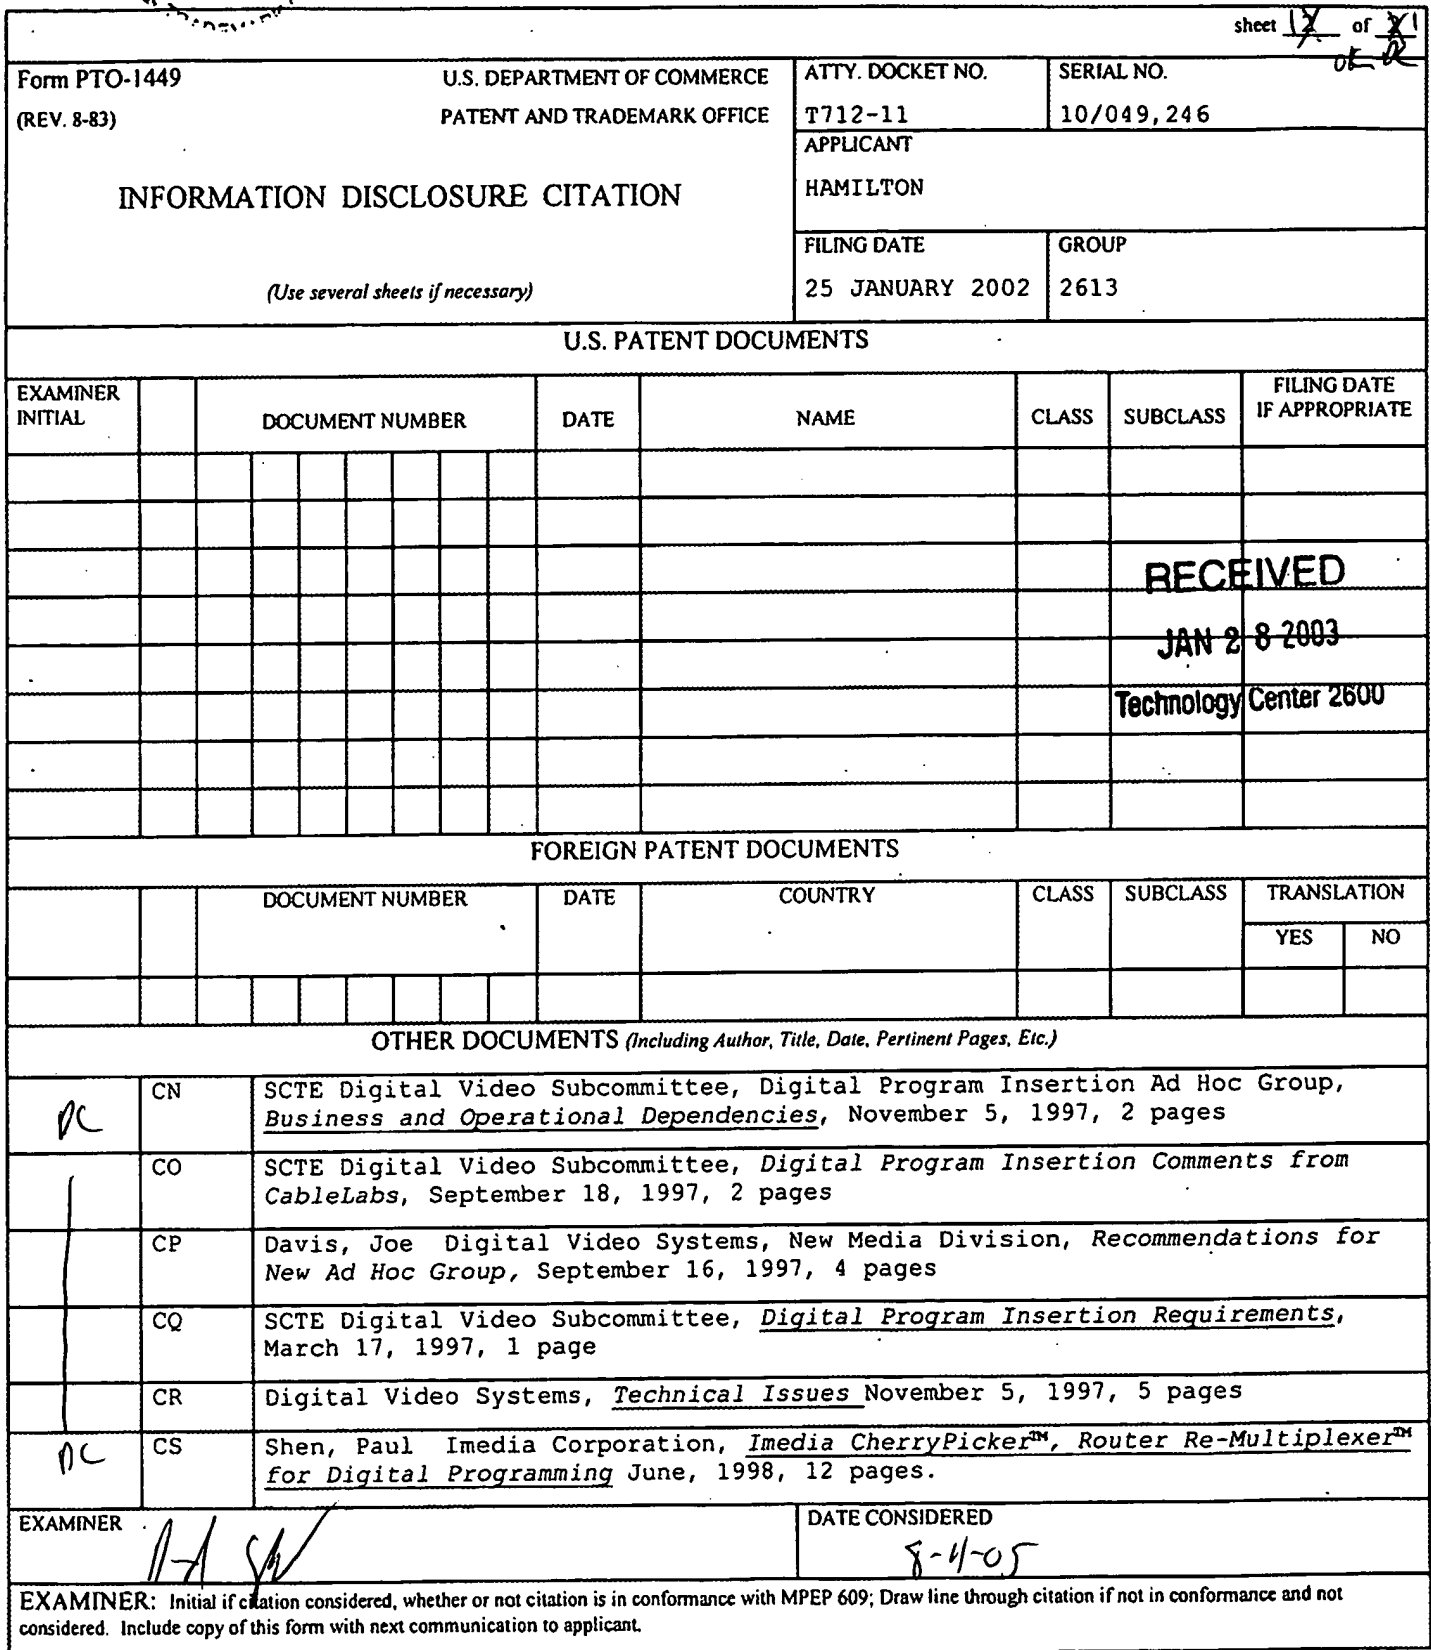 sheet 12 of 21
Form PTO-1449
U.S. DEPARTMENT OF COMMERCE
(REV. 8-83)
PATENT AND TRADEMARK OFFICE
ATTY. DOCKET NO.
T712-11
SERIAL NO.
10/049,246
INFORMATION DISCLOSURE CITATION
APPLICANT
HAMILTON
(Use several sheets if necessary)
FILING DATE
25 JANUARY 2002
GROUP
2613
U.S. PATENT DOCUMENTS
EXAMINER
INITIAL
DOCUMENT NUMBER
DATE
NAME
CLASS
SUBCLASS
FILING DATE
IF APPROPRIATE
RECEIVED
JAN 28 2003
Technology Center 2600
FOREIGN PATENT DOCUMENTS
DOCUMENT NUMBER
DATE
COUNTRY
CLASS
SUBCLASS
TRANSLATION
YES
NO
OTHER DOCUMENTS (Including Author, Title, Date, Pertinent Pages, Etc.)
CN SCTE Digital Video Subcommittee, Digital Program Insertion Ad Hoc Group,
Business and Operational Dependencies, November 5, 1997, 2 pages
CO SCTE Digital Video Subcommittee, Digital Program Insertion Comments from
CableLabs, September 18, 1997, 2 pages
CP Davis, Joe Digital Video Systems, New Media Division, Recommendations for
New Ad Hoc Group, September 16, 1997, 4 pages
CQ SCTE Digital Video Subcommittee, Digital Program Insertion Requirements,
March 17, 1997, 1 page
CR Digital Video Systems, Technical Issues November 5, 1997, 5 pages
CS Shen, Paul Imedia Corporation, Imedia CherryPicker™, Router Re-Multiplexer™
for Digital Programming June, 1998, 12 pages.
EXAMINER
DATE CONSIDERED
8-4-05
EXAMINER: Initial if citation considered, whether or not citation is in conformance with MPEP 609; Draw line through citation if not in conformance and not
considered. Include copy of this form with next communication to applicant.